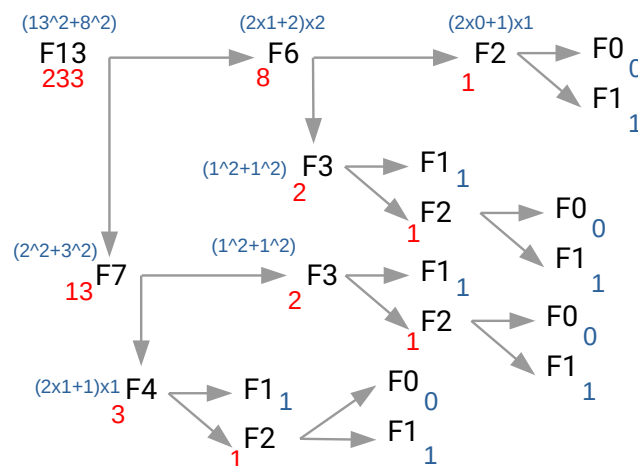 (13^2+8^2) (2x1+2)x2 (2x0+1)x1
F13 F6 F2 F0
233 8 1 0
F1
1
(1^2+1^2) F3 F1
2 1
F2 F0
1 0
(2^2+3^2) (1^2+1^2) F1
F7 F3 F1 1
13 2 1
F2 F0
1 0
(2x1+1)x1 F4 F1 F0 F1
3 1 0 1
F2 F1
1 1